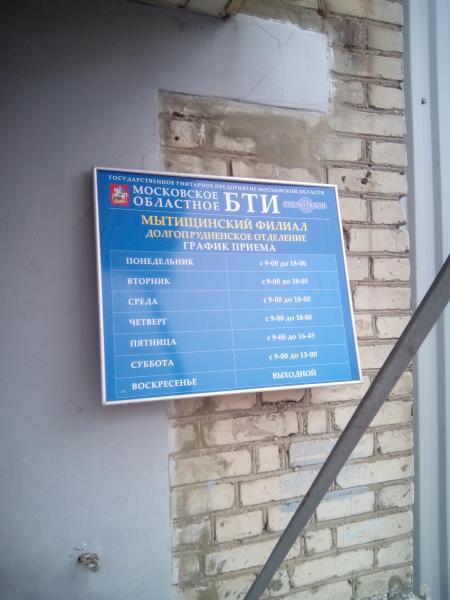 ГОСУДАРСТВЕННОЕ УНИТАРНОЕ ПРЕДПРИЯТИЕ МОСКОВСКОЙ ОБЛАСТИ
МОСКОВСКОЕ
ОБЛАСТНОЕ БТИ
МЫТИЩИНСКИЙ ФИЛИАЛ
ДОЛГОПРУДНЕНСКОЕ ОТДЕЛЕНИЕ
ГРАФИК ПРИЕМА
ПОНЕДЕЛЬНИК с 9-00 до 18-00
ВТОРНИК с 9-00 до 18-00
СРЕДА с 9-00 до 18-00
ЧЕТВЕРГ с 9-00 до 18-00
ПЯТНИЦА с 9-00 до 16-45
СУББОТА с 9-00 до 13-00
ВОСКРЕСЕНЬЕ ВЫХОДНОЙ